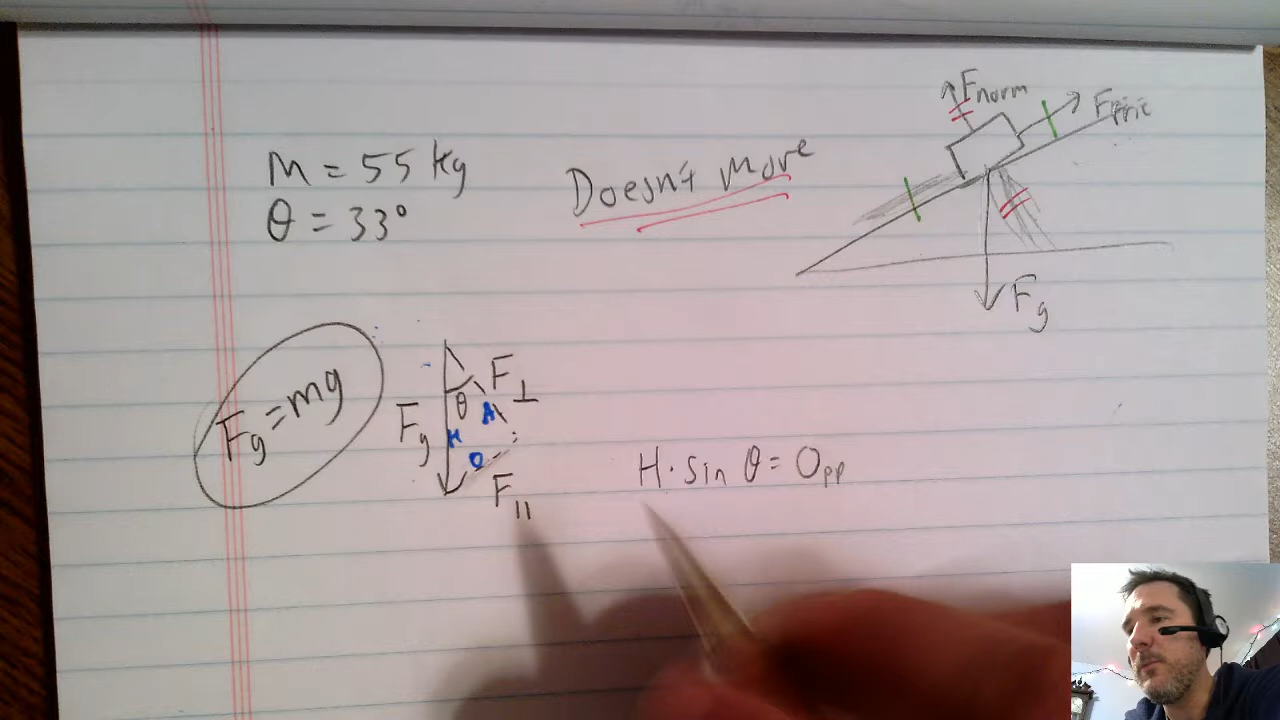 m = 55 kg
θ = 33°
Doesn't Move
Fnorm
Ffric
Fg
Fg = mg
Fg
θ
F⊥
H
A
O
F||
H · sin θ = Opp